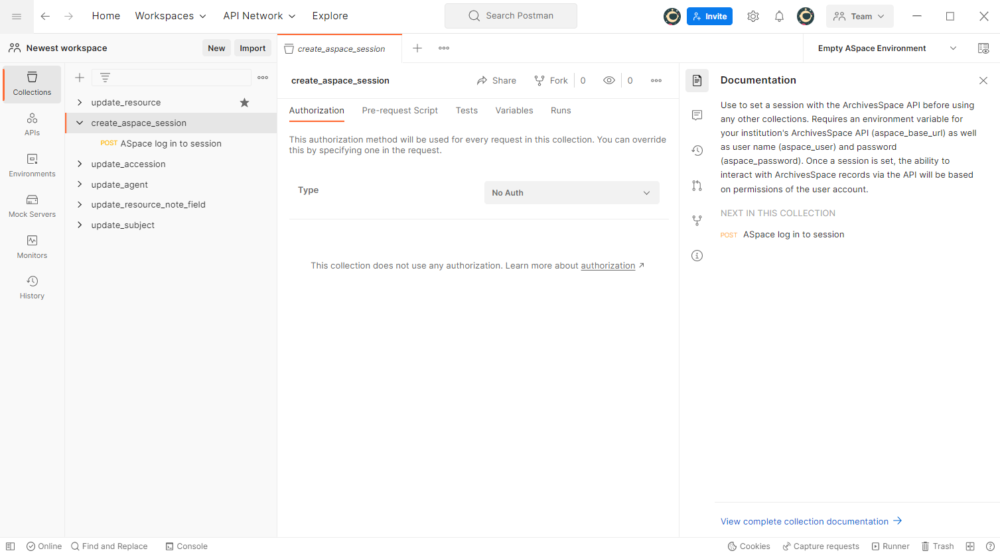 Home
Workspaces
API Network
Explore
Search Postman
Invite
Team
Newest workspace
New
Import
create_aspace_session
Empty ASpace Environment
Collections
APIs
Environments
Mock Servers
Monitors
History
update_resource
create_aspace_session
POST ASpace log in to session
update_accession
update_agent
update_resource_note_field
update_subject
create_aspace_session
Share
Fork
0
0
Authorization
Pre-request Script
Tests
Variables
Runs
This authorization method will be used for every request in this collection. You can override
this by specifying one in the request.
Type
No Auth
This collection does not use any authorization. Learn more about authorization ↗
Documentation
Use to set a session with the ArchivesSpace API before using
any other collections. Requires an environment variable for
your institution's ArchivesSpace API (aspace_base_url) as well
as user name (aspace_user) and password
(aspace_password). Once a session is set, the ability to
interact with ArchivesSpace records via the API will be based
on permissions of the user account.
NEXT IN THIS COLLECTION
POST ASpace log in to session
View complete collection documentation →
Online
Find and Replace
Console
Cookies
Capture requests
Runner
Trash